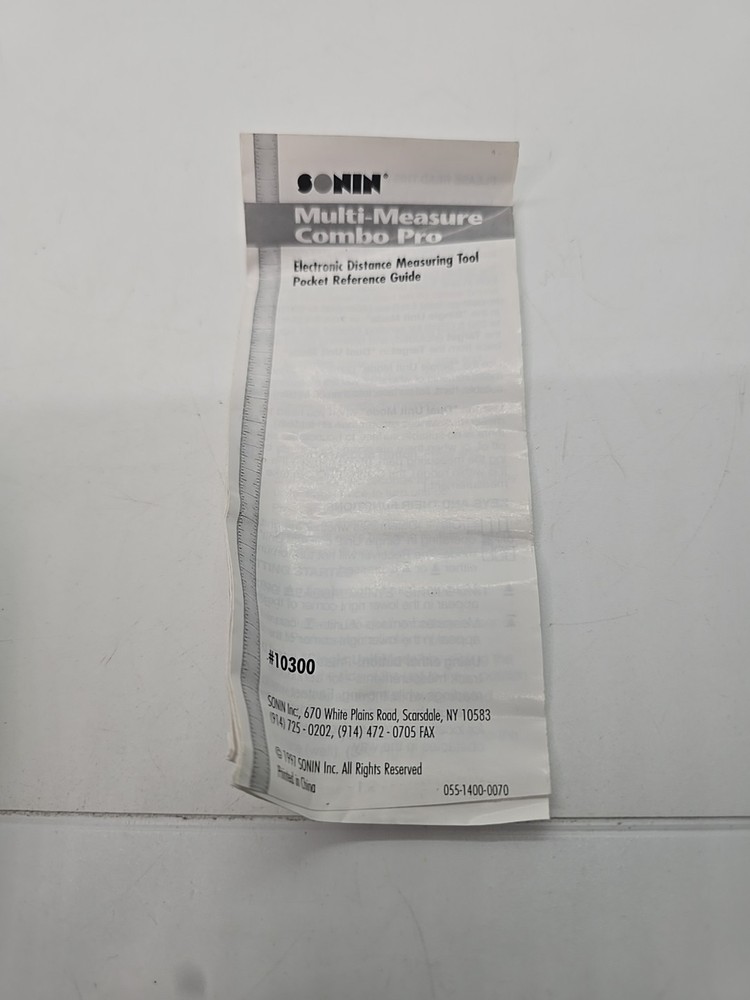 SONIN®
Multi-Measure
Combo Pro
Electronic Distance Measuring Tool
Pocket Reference Guide
#10300
SONIN Inc., 670 White Plains Road, Scarsdale, NY 10583
(914) 725 - 0202, (914) 472 - 0705 FAX
© 1997 SONIN Inc. All Rights Reserved
Printed in China
055-1400-0070